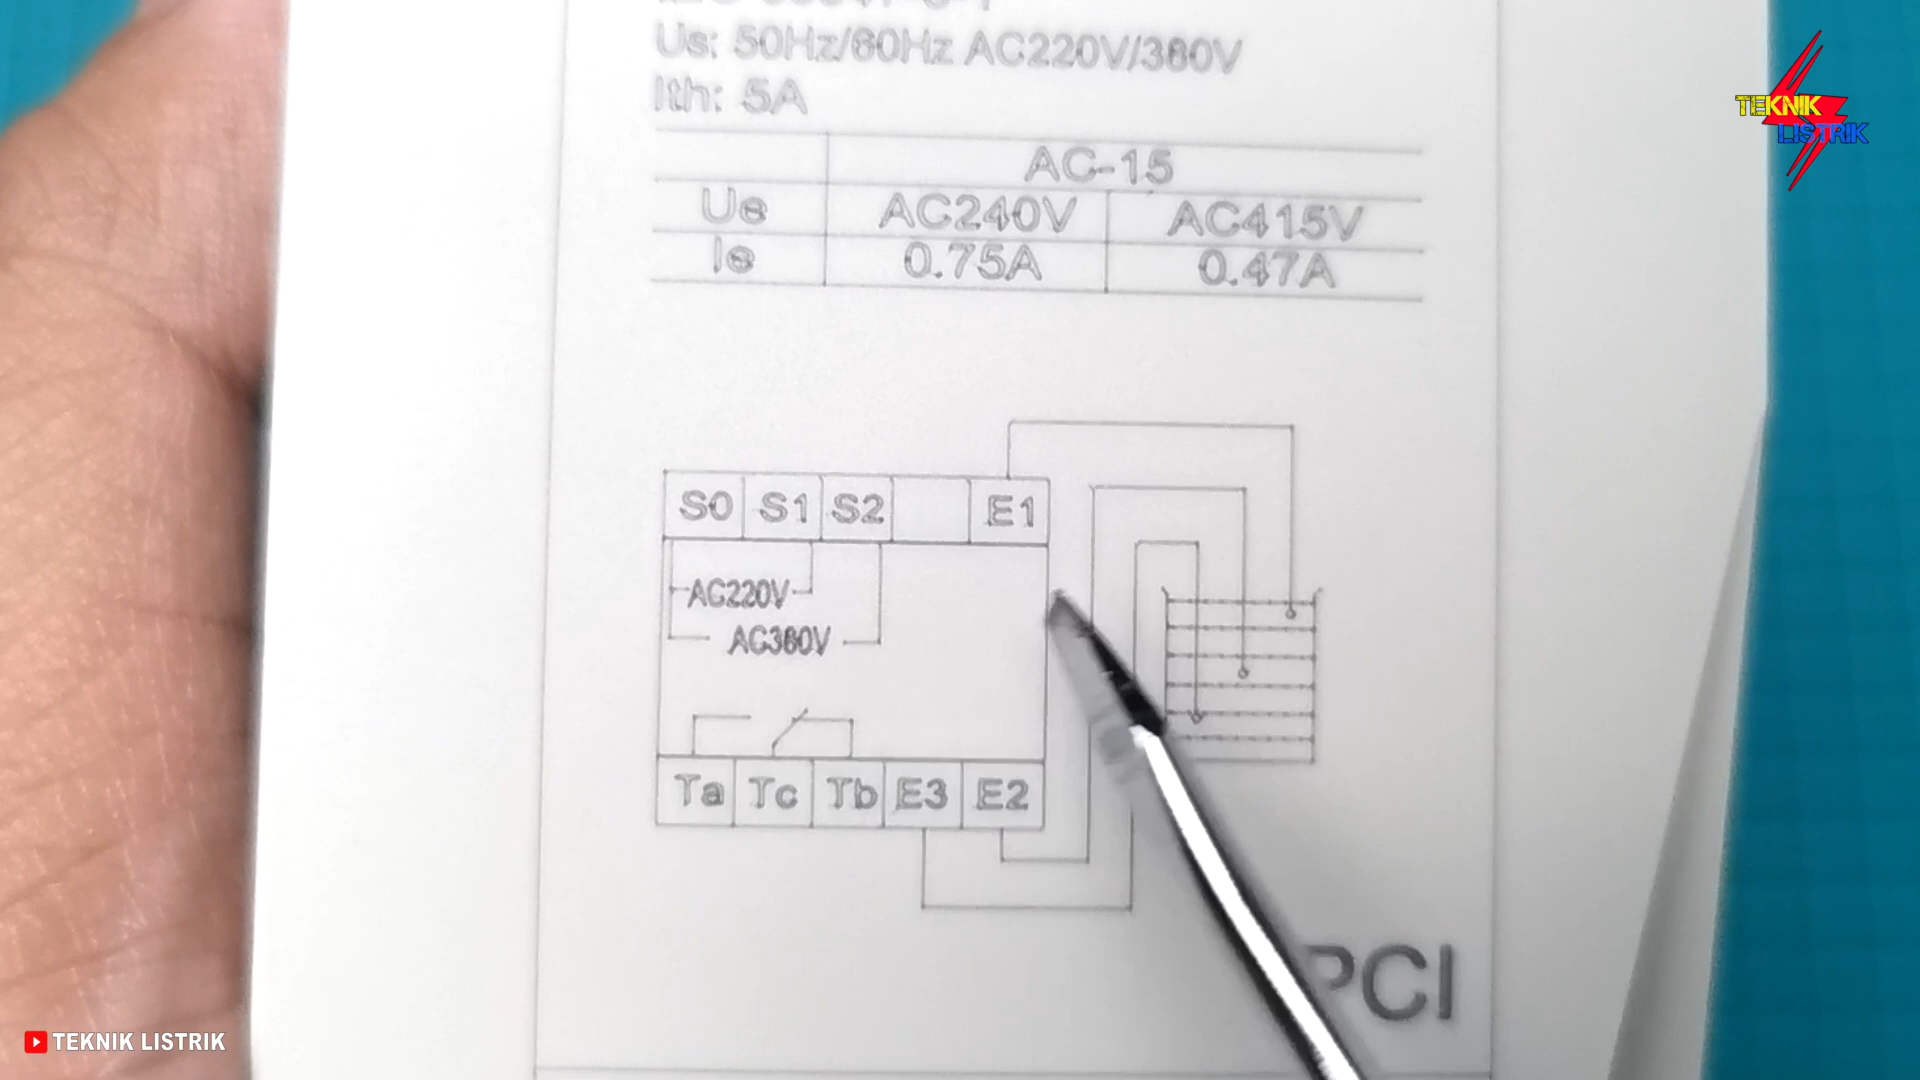 Us: 50Hz/60Hz AC220V/380V
Ith: 5A
AC-15
Ue AC240V AC415V
Ie 0.75A 0.47A
TEKNIK
LISTRIK
S0 S1 S2 E1
AC220V
AC380V
Ta Tc Tb E3 E2
PCI
TEKNIK LISTRIK